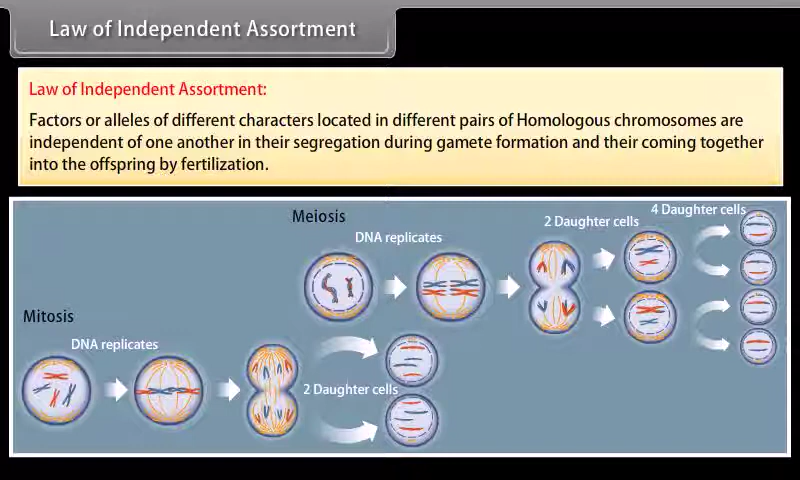 Law of Independent Assortment
Law of Independent Assortment:
Factors or alleles of different characters located in different pairs of Homologous chromosomes are
independent of one another in their segregation during gamete formation and their coming together
into the offspring by fertilization.
Meiosis
DNA replicates
2 Daughter cells
4 Daughter cells
Mitosis
DNA replicates
2 Daughter cells